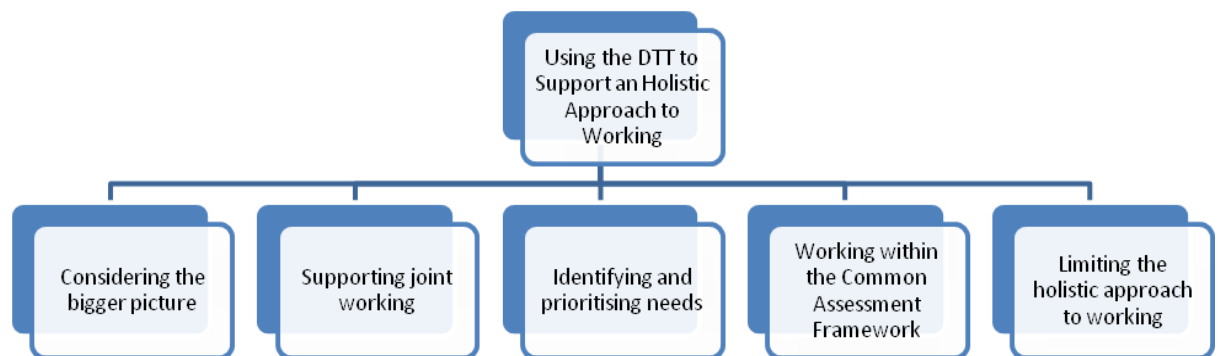 Using the DTT to
Support an Holistic
Approach to
Working
Considering the
bigger picture
Supporting joint
working
Identifying and
prioritising needs
Working within
the Common
Assessment
Framework
Limiting the
holistic approach
to working